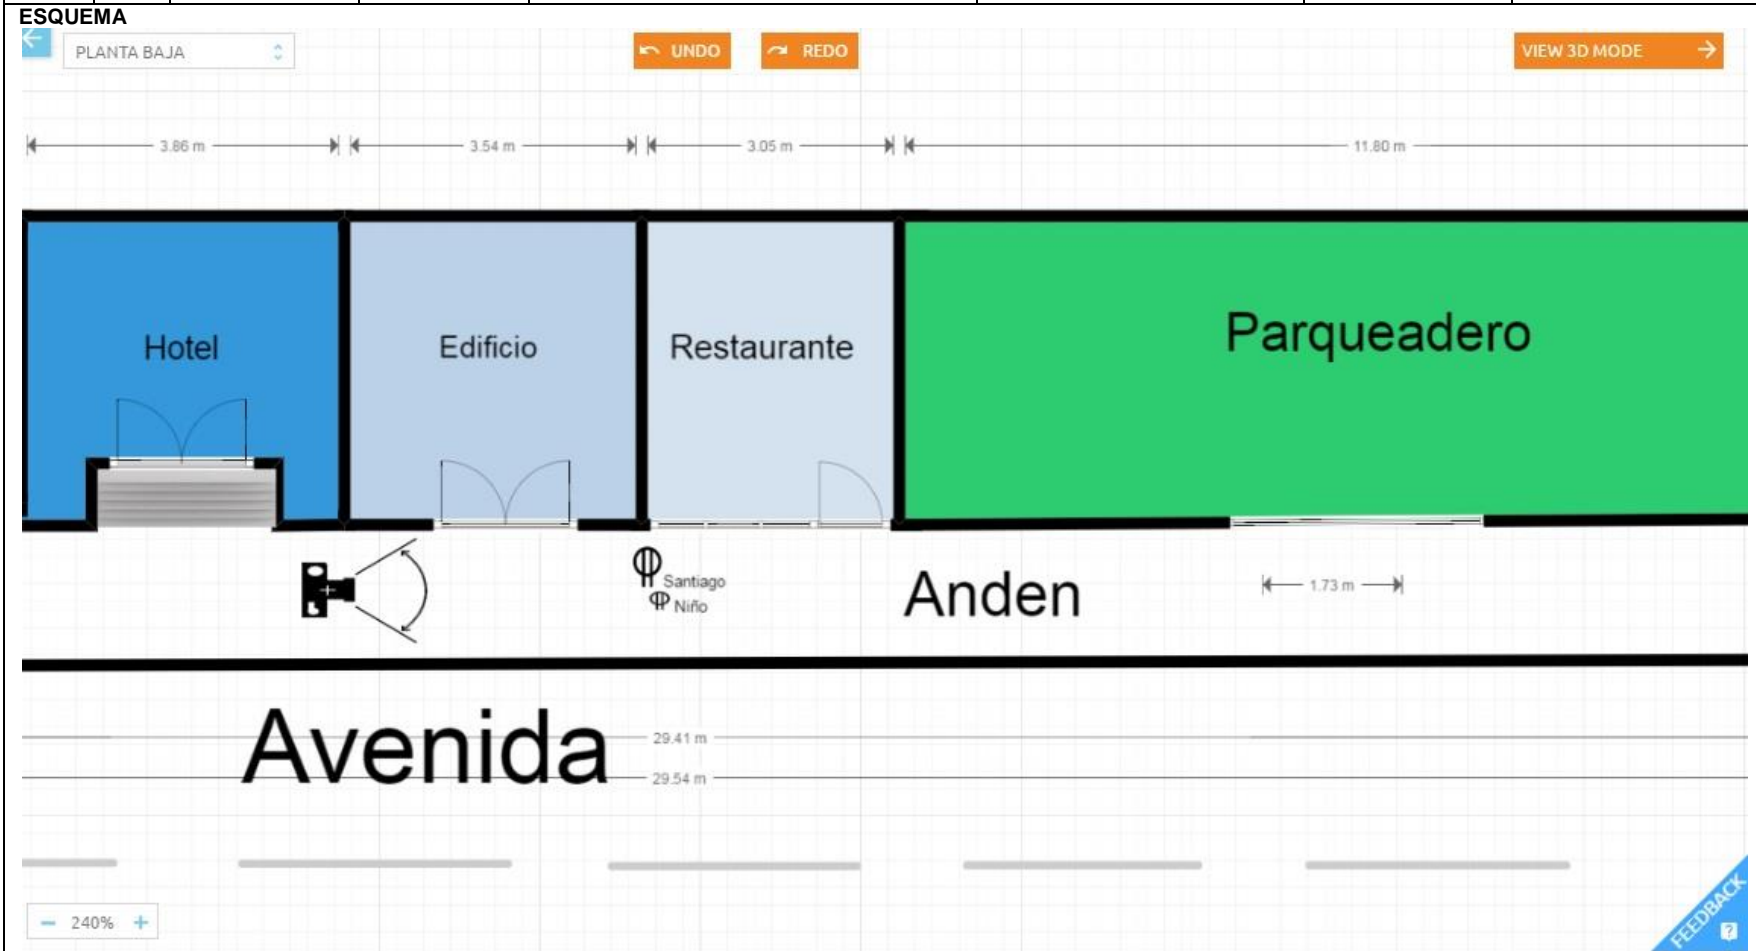 ESQUEMA
PLANTA BAJA
UNDO
REDO
VIEW 3D MODE
3.86 m
3.54 m
3.05 m
11.80 m
Hotel
Edificio
Restaurante
Parqueadero
Santiago
Niño
Anden
1.73 m
Avenida
29.41 m
29.54 m
240%
FEEDBACK